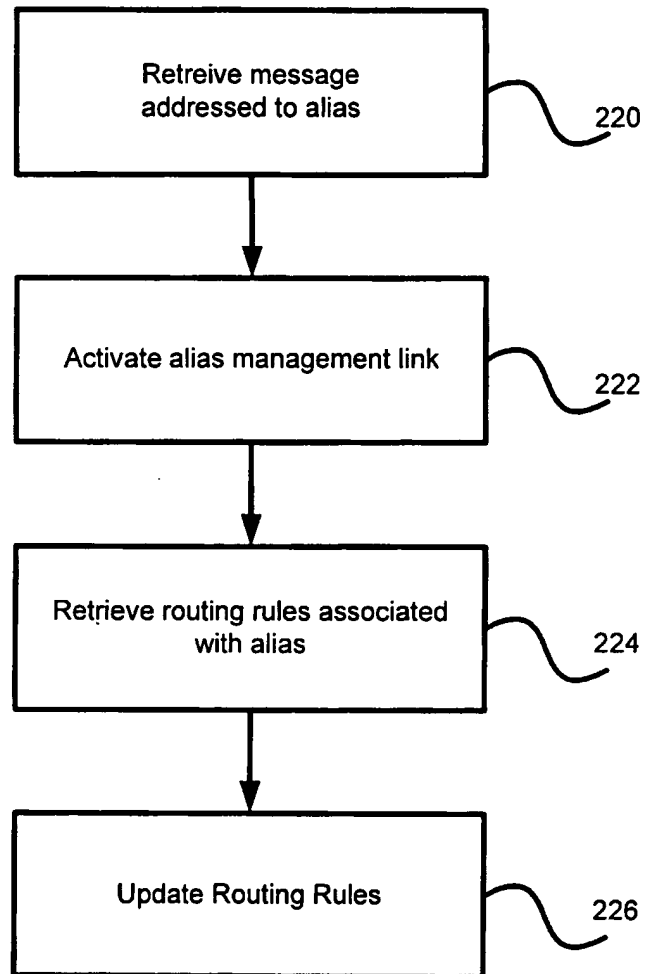 Retreive message
addressed to alias
220
Activate alias management link
222
Retrieve routing rules associated
with alias
224
Update Routing Rules
226